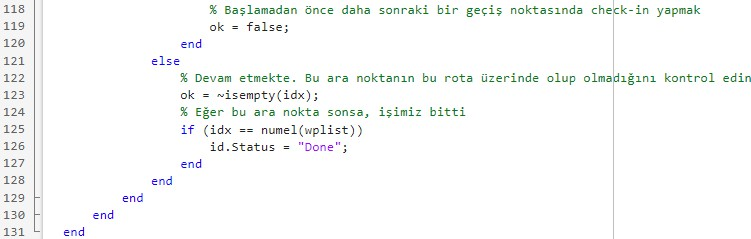 118 % Başlamadan önce daha sonraki bir geçiş noktasında check-in yapmak
119 ok = false;
120 end
121 else
122 % Devam etmekte. Bu ara noktanın bu rota üzerinde olup olmadığını kontrol edin
123 ok = ~isempty(idx);
124 % Eğer bu ara nokta sonsa, işimiz bitti
125 if (idx == numel(wplist))
126 id.Status = "Done";
127 end
128 end
129 end
130 end
131 end